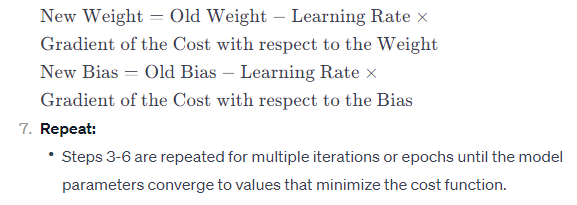 New Weight = Old Weight − Learning Rate ×
Gradient of the Cost with respect to the Weight
New Bias = Old Bias − Learning Rate ×
Gradient of the Cost with respect to the Bias
7. Repeat:
• Steps 3-6 are repeated for multiple iterations or epochs until the model
parameters converge to values that minimize the cost function.